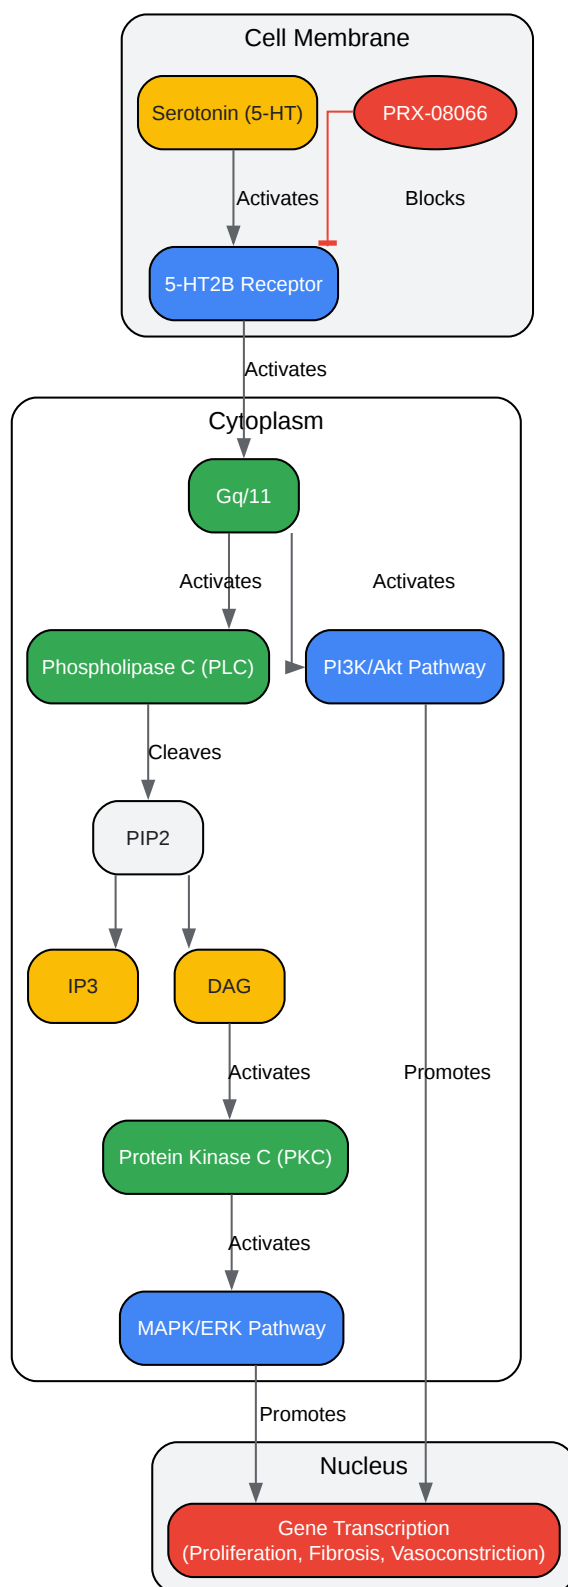 Cell Membrane
Serotonin (5-HT)
PRX-08066
Activates
Blocks
5-HT2B Receptor
Activates
Cytoplasm
Gq/11
Activates
Activates
Phospholipase C (PLC)
PI3K/Akt Pathway
Cleaves
PIP2
IP3
DAG
Activates
Promotes
Protein Kinase C (PKC)
Activates
MAPK/ERK Pathway
Promotes
Nucleus
Gene Transcription
(Proliferation, Fibrosis, Vasoconstriction)